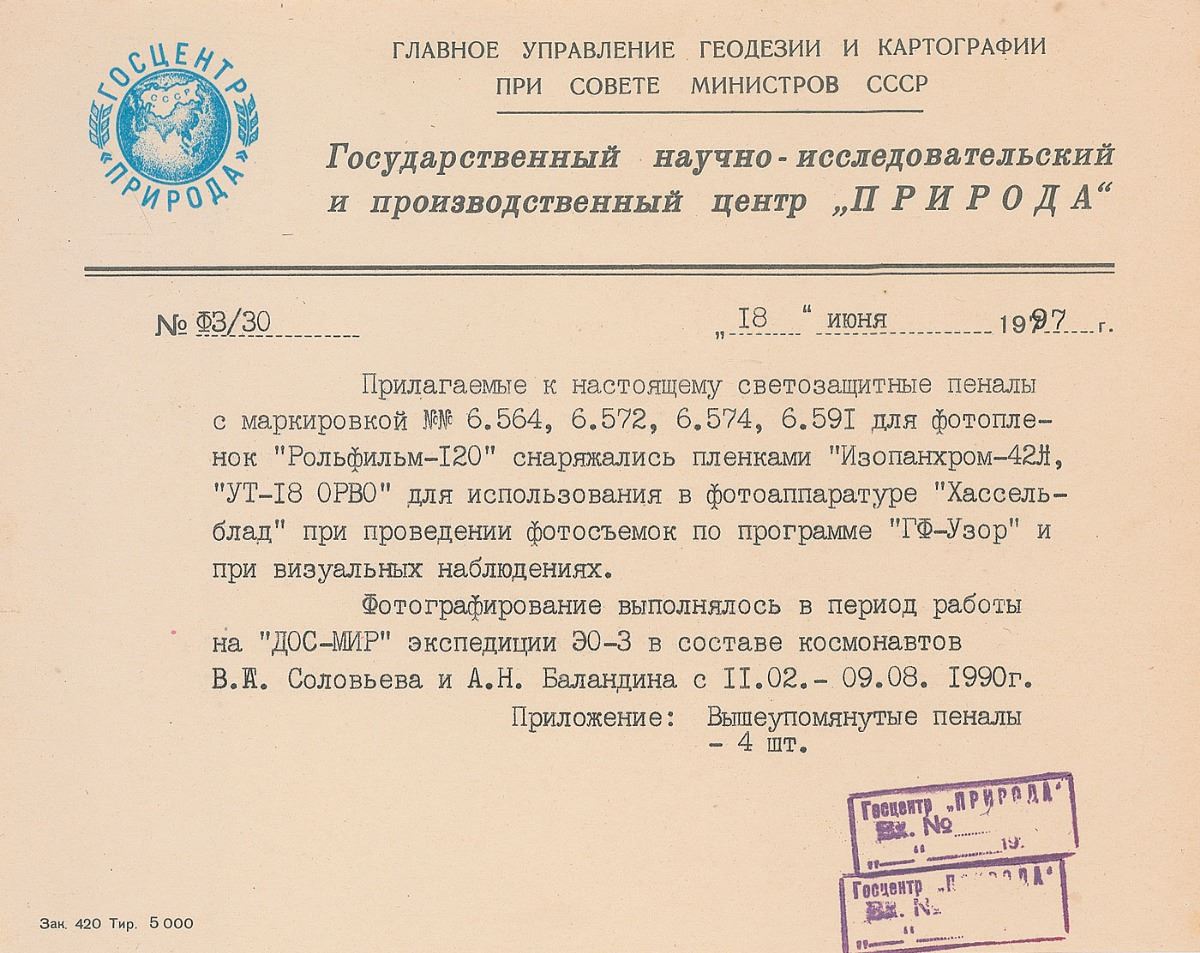 ГОСЦЕНТР
СССР
„ПРИРОДА“
ГЛАВНОЕ УПРАВЛЕНИЕ ГЕОДЕЗИИ И КАРТОГРАФИИ
ПРИ СОВЕТЕ МИНИСТРОВ СССР
Государственный научно-исследовательский
и производственный центр „ПРИРОДА“
№ ФЗ/30
„18“ июня 1997 г.
Прилагаемые к настоящему светозащитные пеналы
с маркировкой №№ 6.564, 6.572, 6.574, 6.591 для фотопле-
нок "Рольфильм-120" снаряжались пленками "Изопанхром-42Л,
"УТ-18 ОРВО" для использования в фотоаппаратуре "Хассель-
блад" при проведении фотосъемок по программе "ГФ-Узор" и
при визуальных наблюдениях.
Фотографирование выполнялось в период работы
на "ДОС-МИР" экспедиции ЭО-3 в составе космонавтов
В.А. Соловьева и А.Н. Баландина с 11.02.- 09.08. 1990г.
Приложение: Вышеупомянутые пеналы
- 4 шт.
Госцентр „ПРИРОДА“
Вх. №
„ “ 19
Госцентр „ПРИРОДА“
Вх. №
„ “
Зак. 420 Тир. 5 000